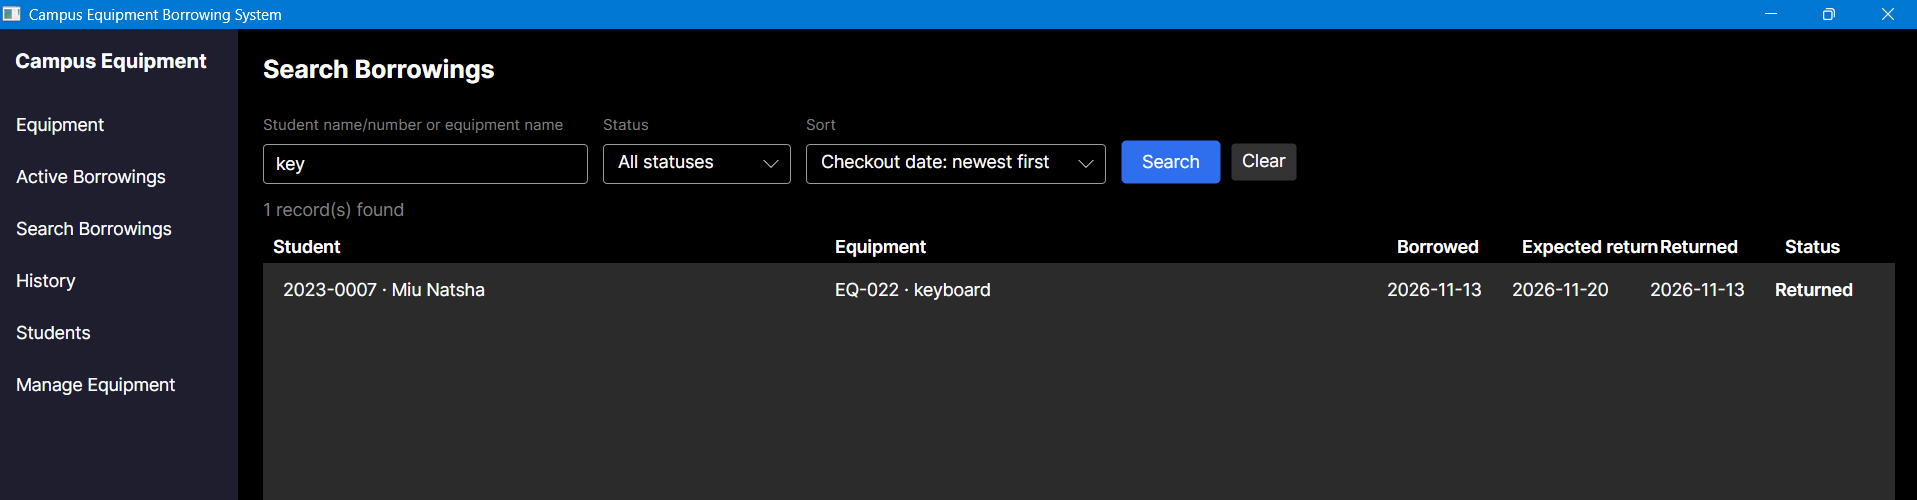 Campus Equipment Borrowing System
Campus Equipment
Equipment
Active Borrowings
Search Borrowings
History
Students
Manage Equipment
Search Borrowings
Student name/number or equipment name Status Sort
key All statuses Checkout date: newest first Search Clear
1 record(s) found
Student Equipment Borrowed Expected return Returned Status
2023-0007 · Miu Natsha EQ-022 · keyboard 2026-11-13 2026-11-20 2026-11-13 Returned